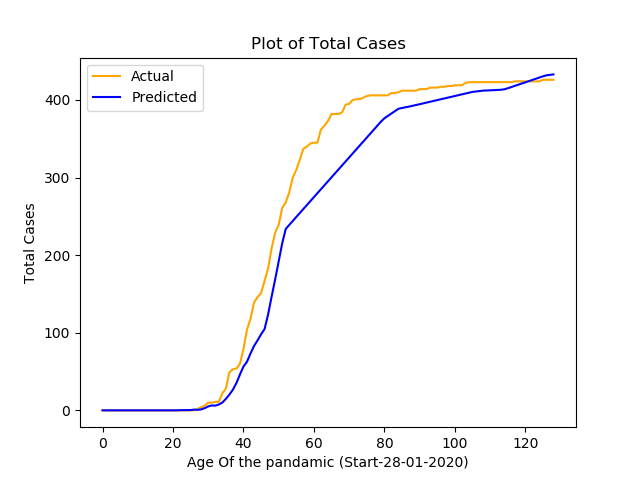 Plot of Total Cases
Actual
Predicted
400
300
200
100
0
Total Cases
0 20 40 60 80 100 120
Age Of the pandamic (Start-28-01-2020)